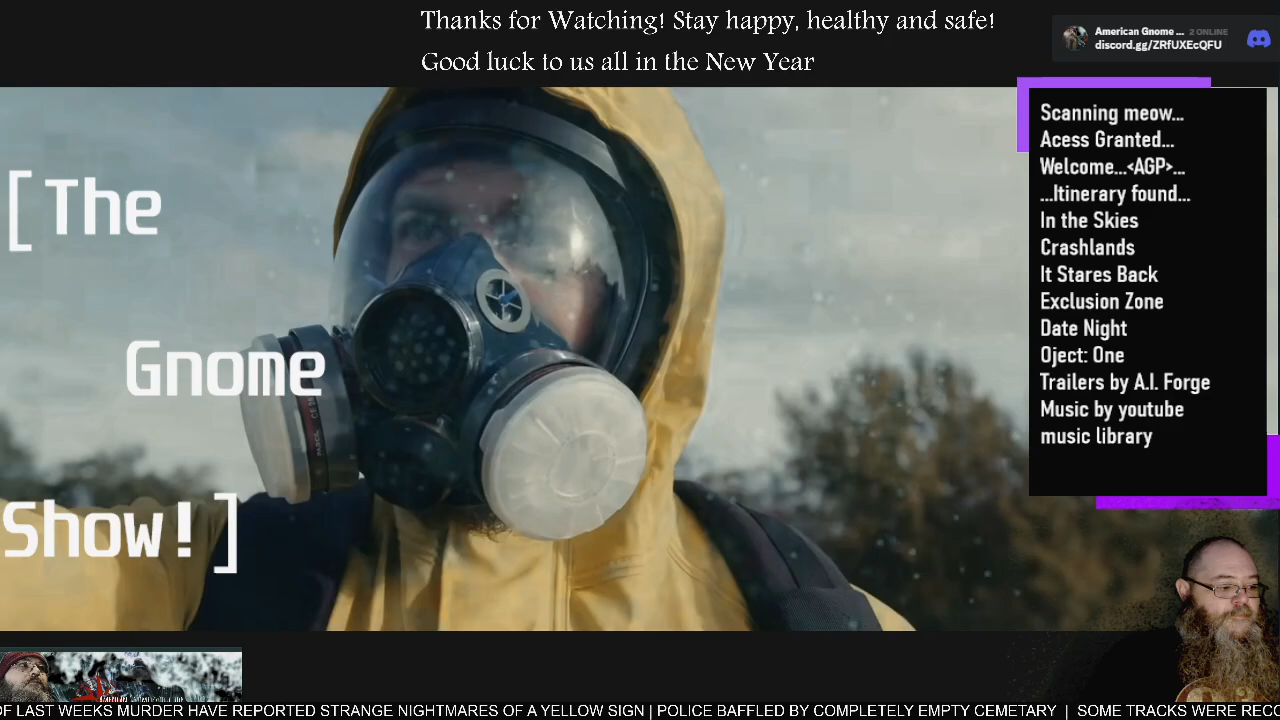 Thanks for Watching! Stay happy, healthy and safe!
Good luck to us all in the New Year
American Gnome ... 2 ONLINE
discord.gg/ZRfUXEcQFU
Scanning meow...
Acess Granted...
Welcome...<AGP>...
...Itinerary found...
In the Skies
Crashlands
It Stares Back
Exclusion Zone
Date Night
Oject: One
Trailers by A.I. Forge
Music by youtube
music library
[The
Gnome
Show!]
OF LAST WEEKS MURDER HAVE REPORTED STRANGE NIGHTMARES OF A YELLOW SIGN | POLICE BAFFLED BY COMPLETELY EMPTY CEMETARY | SOME TRACKS WERE RECO